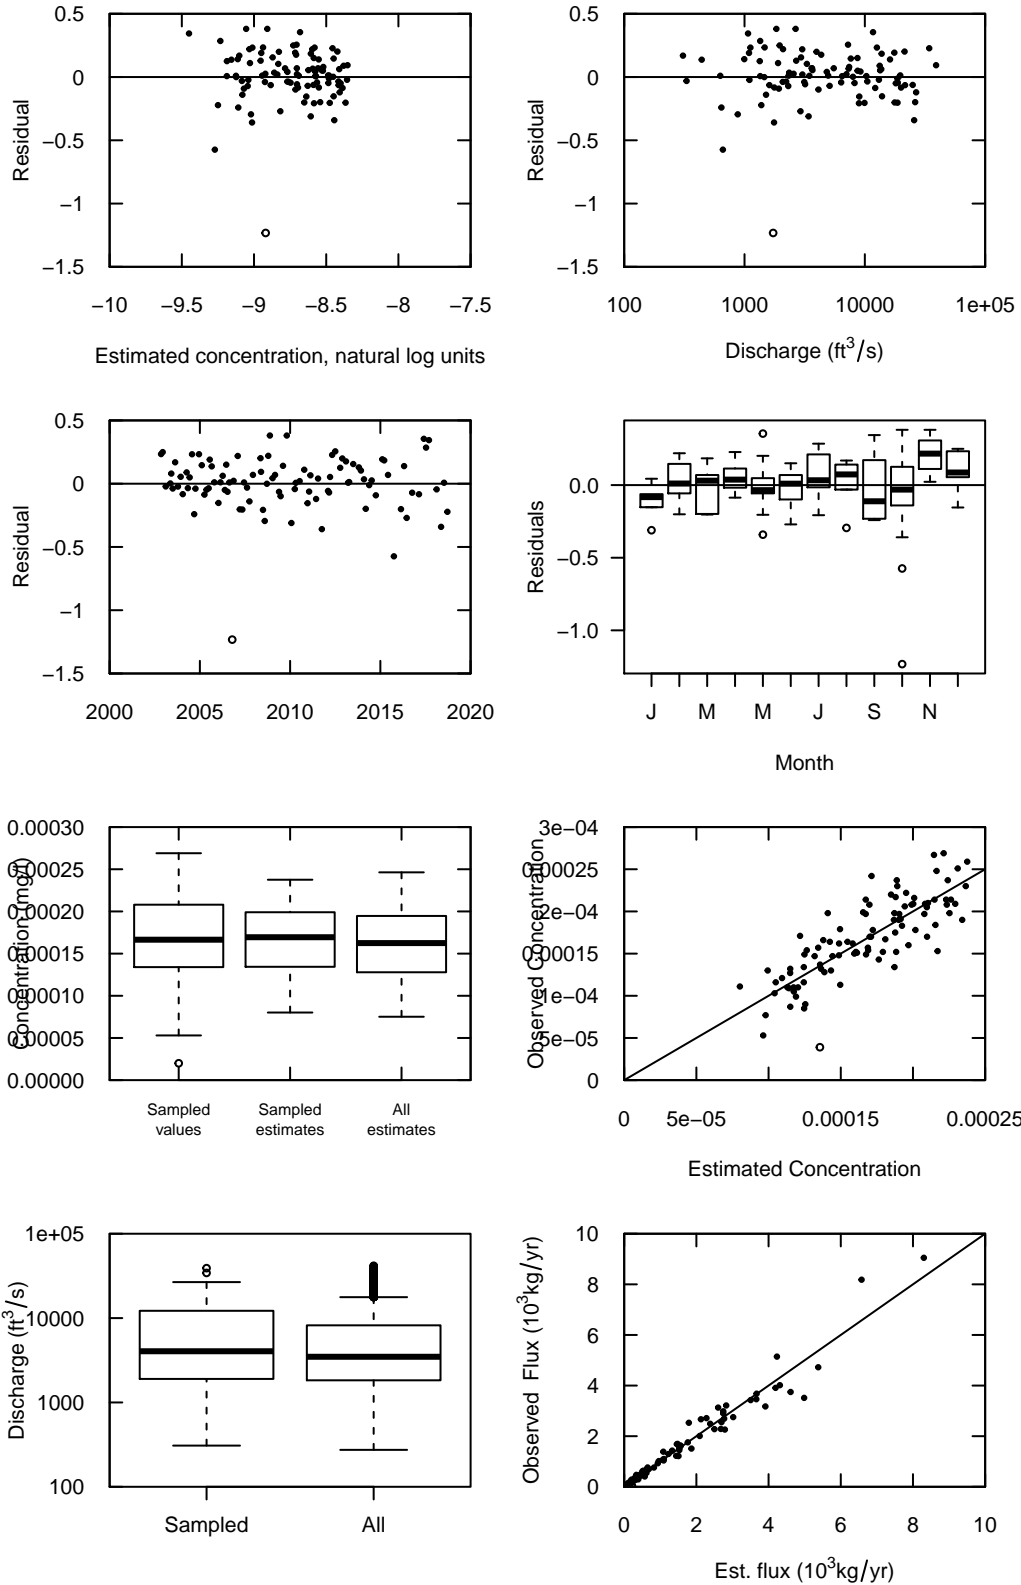 0.5
0
−0.5
−1
−1.5
Residual
−10 −9.5 −9 −8.5 −8 −7.5
Estimated concentration, natural log units
0.5
0
−0.5
−1
−1.5
Residual
100 1000 10000 1e+05
Discharge (ft³/s)
0.5
0
−0.5
−1
−1.5
Residual
2000 2005 2010 2015 2020
0.0
−0.5
−1.0
Residuals
J M M J S N
Month
0.00030
0.00025
0.00020
0.00015
0.00010
0.00005
0.00000
Concentration (mg/l)
Sampled values
Sampled estimates
All estimates
3e−04
0.00025
2e−04
0.00015
1e−04
5e−05
0
Observed Concentration
0 5e−05 0.00015 0.00025
Estimated Concentration
1e+05
10000
1000
100
Discharge (ft³/s)
Sampled All
10
8
6
4
2
0
Observed Flux (10³kg/yr)
0 2 4 6 8 10
Est. flux (10³kg/yr)